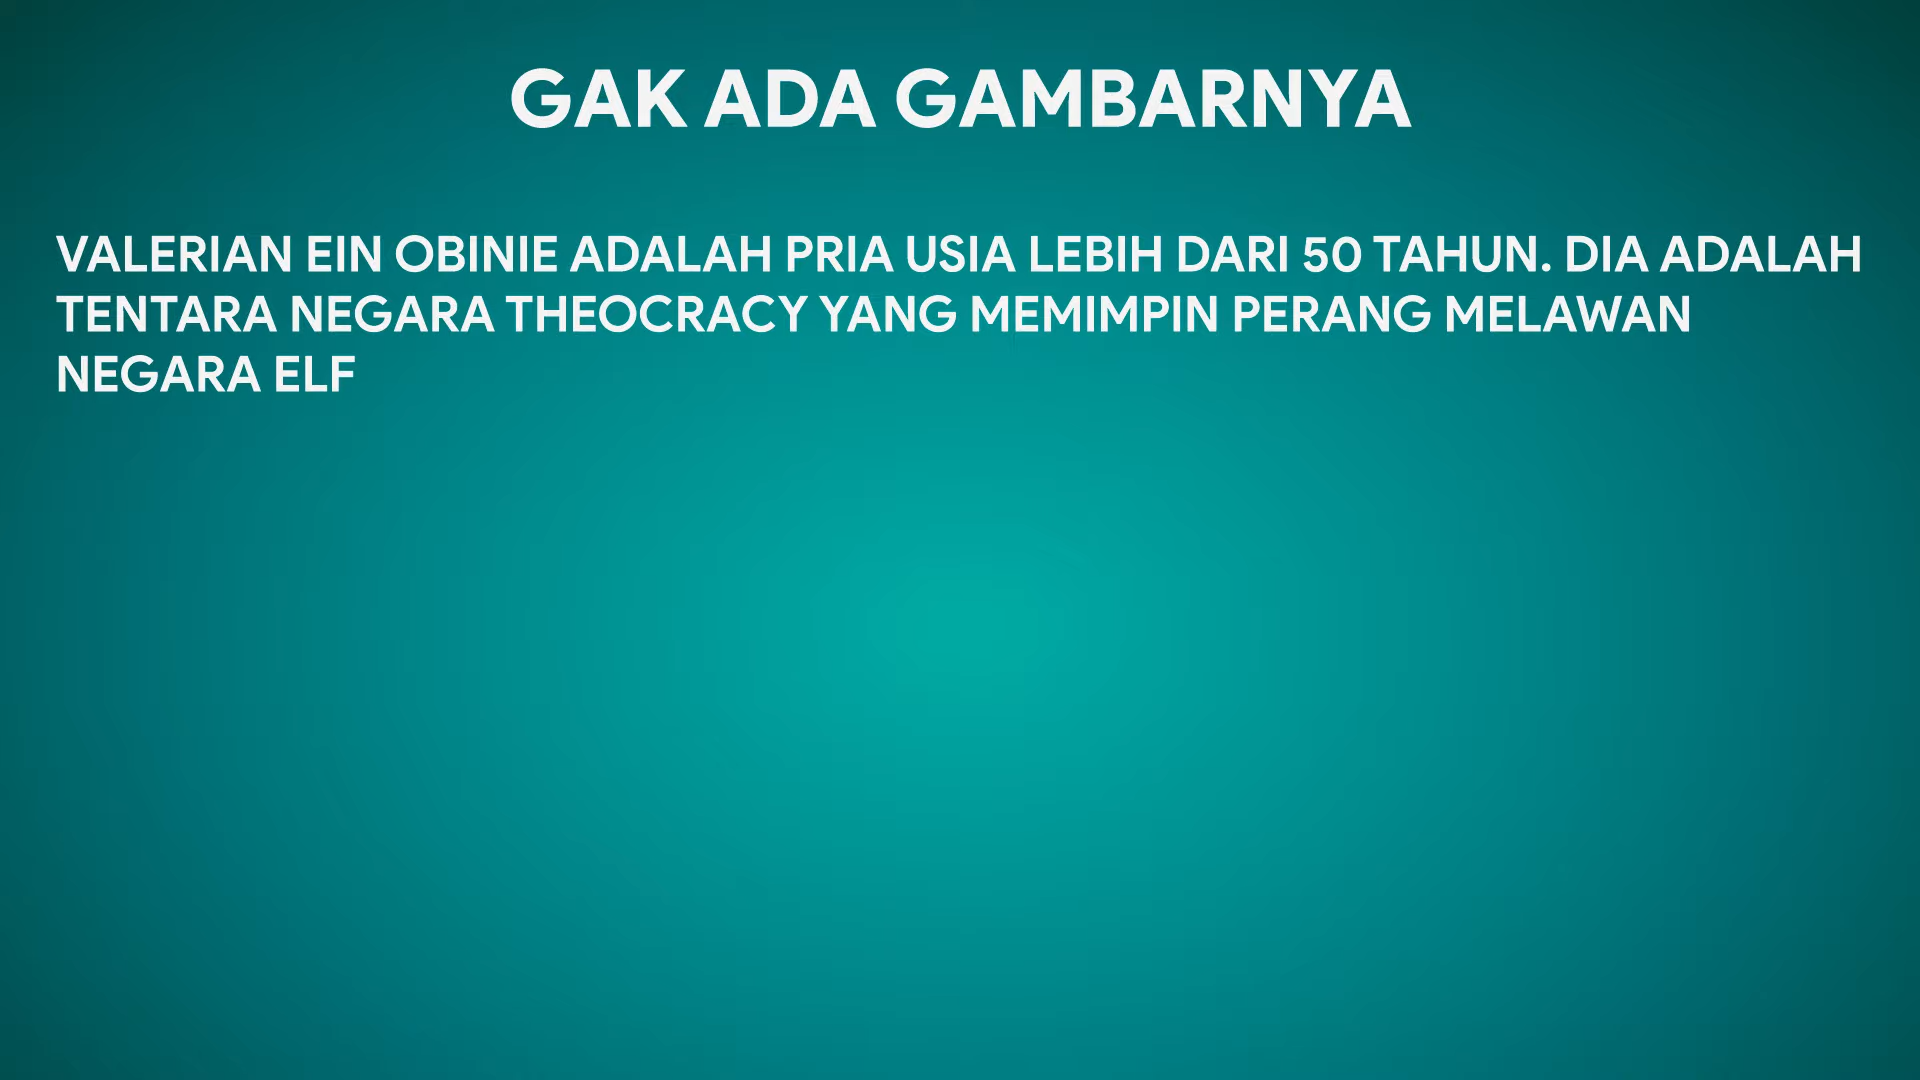 GAK ADA GAMBARNYA
VALERIAN EIN OBINIE ADALAH PRIA USIA LEBIH DARI 50 TAHUN. DIA ADALAH
TENTARA NEGARA THEOCRACY YANG MEMIMPIN PERANG MELAWAN
NEGARA ELF